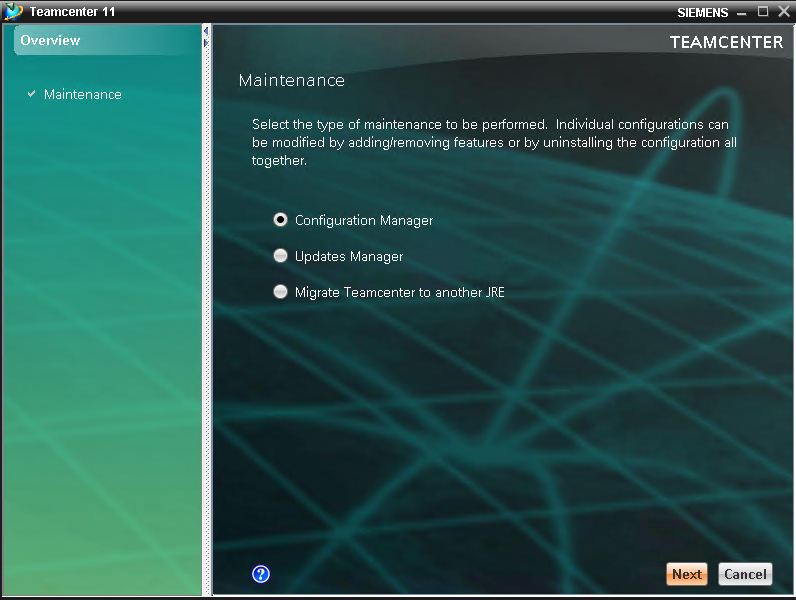 Teamcenter 11
SIEMENS
Overview
TEAMCENTER
Maintenance
Maintenance
Select the type of maintenance to be performed. Individual configurations can
be modified by adding/removing features or by uninstalling the configuration all
together.
Configuration Manager
Updates Manager
Migrate Teamcenter to another JRE
?
Next
Cancel